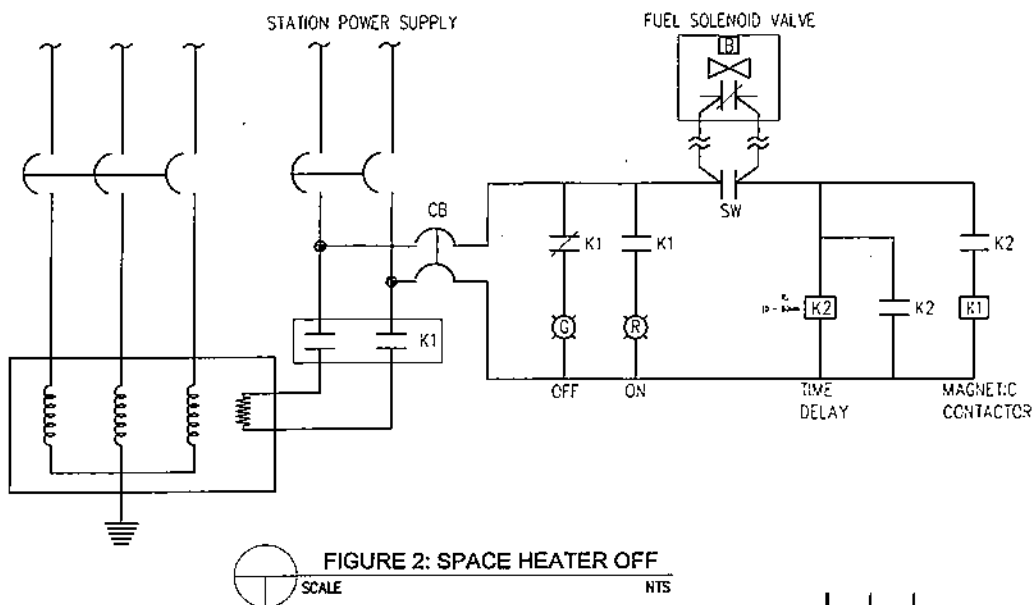 STATION POWER SUPPLY
FUEL SOLENOID VALVE
B
SW
CB
K1
K1
K2
K2
K2
K1
K1
G
R
OFF
ON
TIME
DELAY
MAGNETIC
CONTACTOR
FIGURE 2: SPACE HEATER OFF
SCALE
NTS